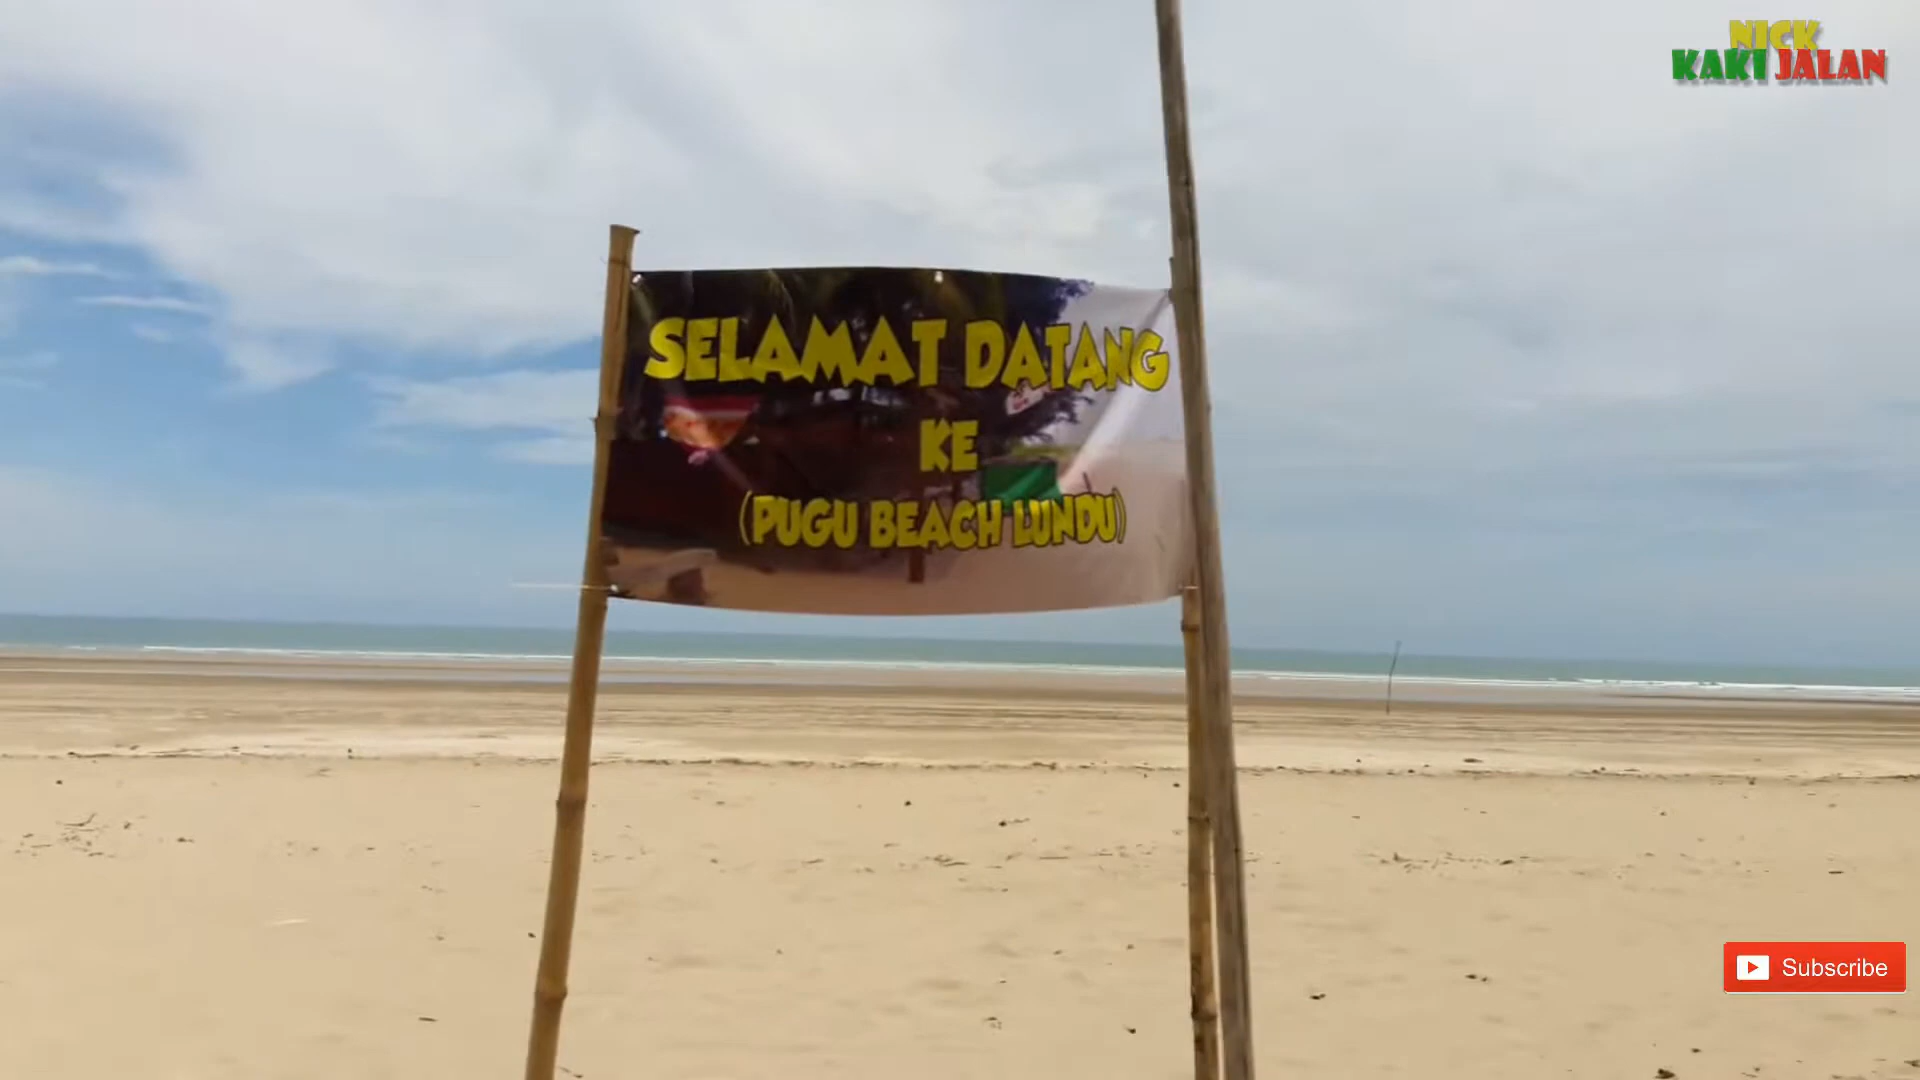 NICK
KAKI JALAN
SELAMAT DATANG
KE
(PUGU BEACH LUNDU)
Subscribe